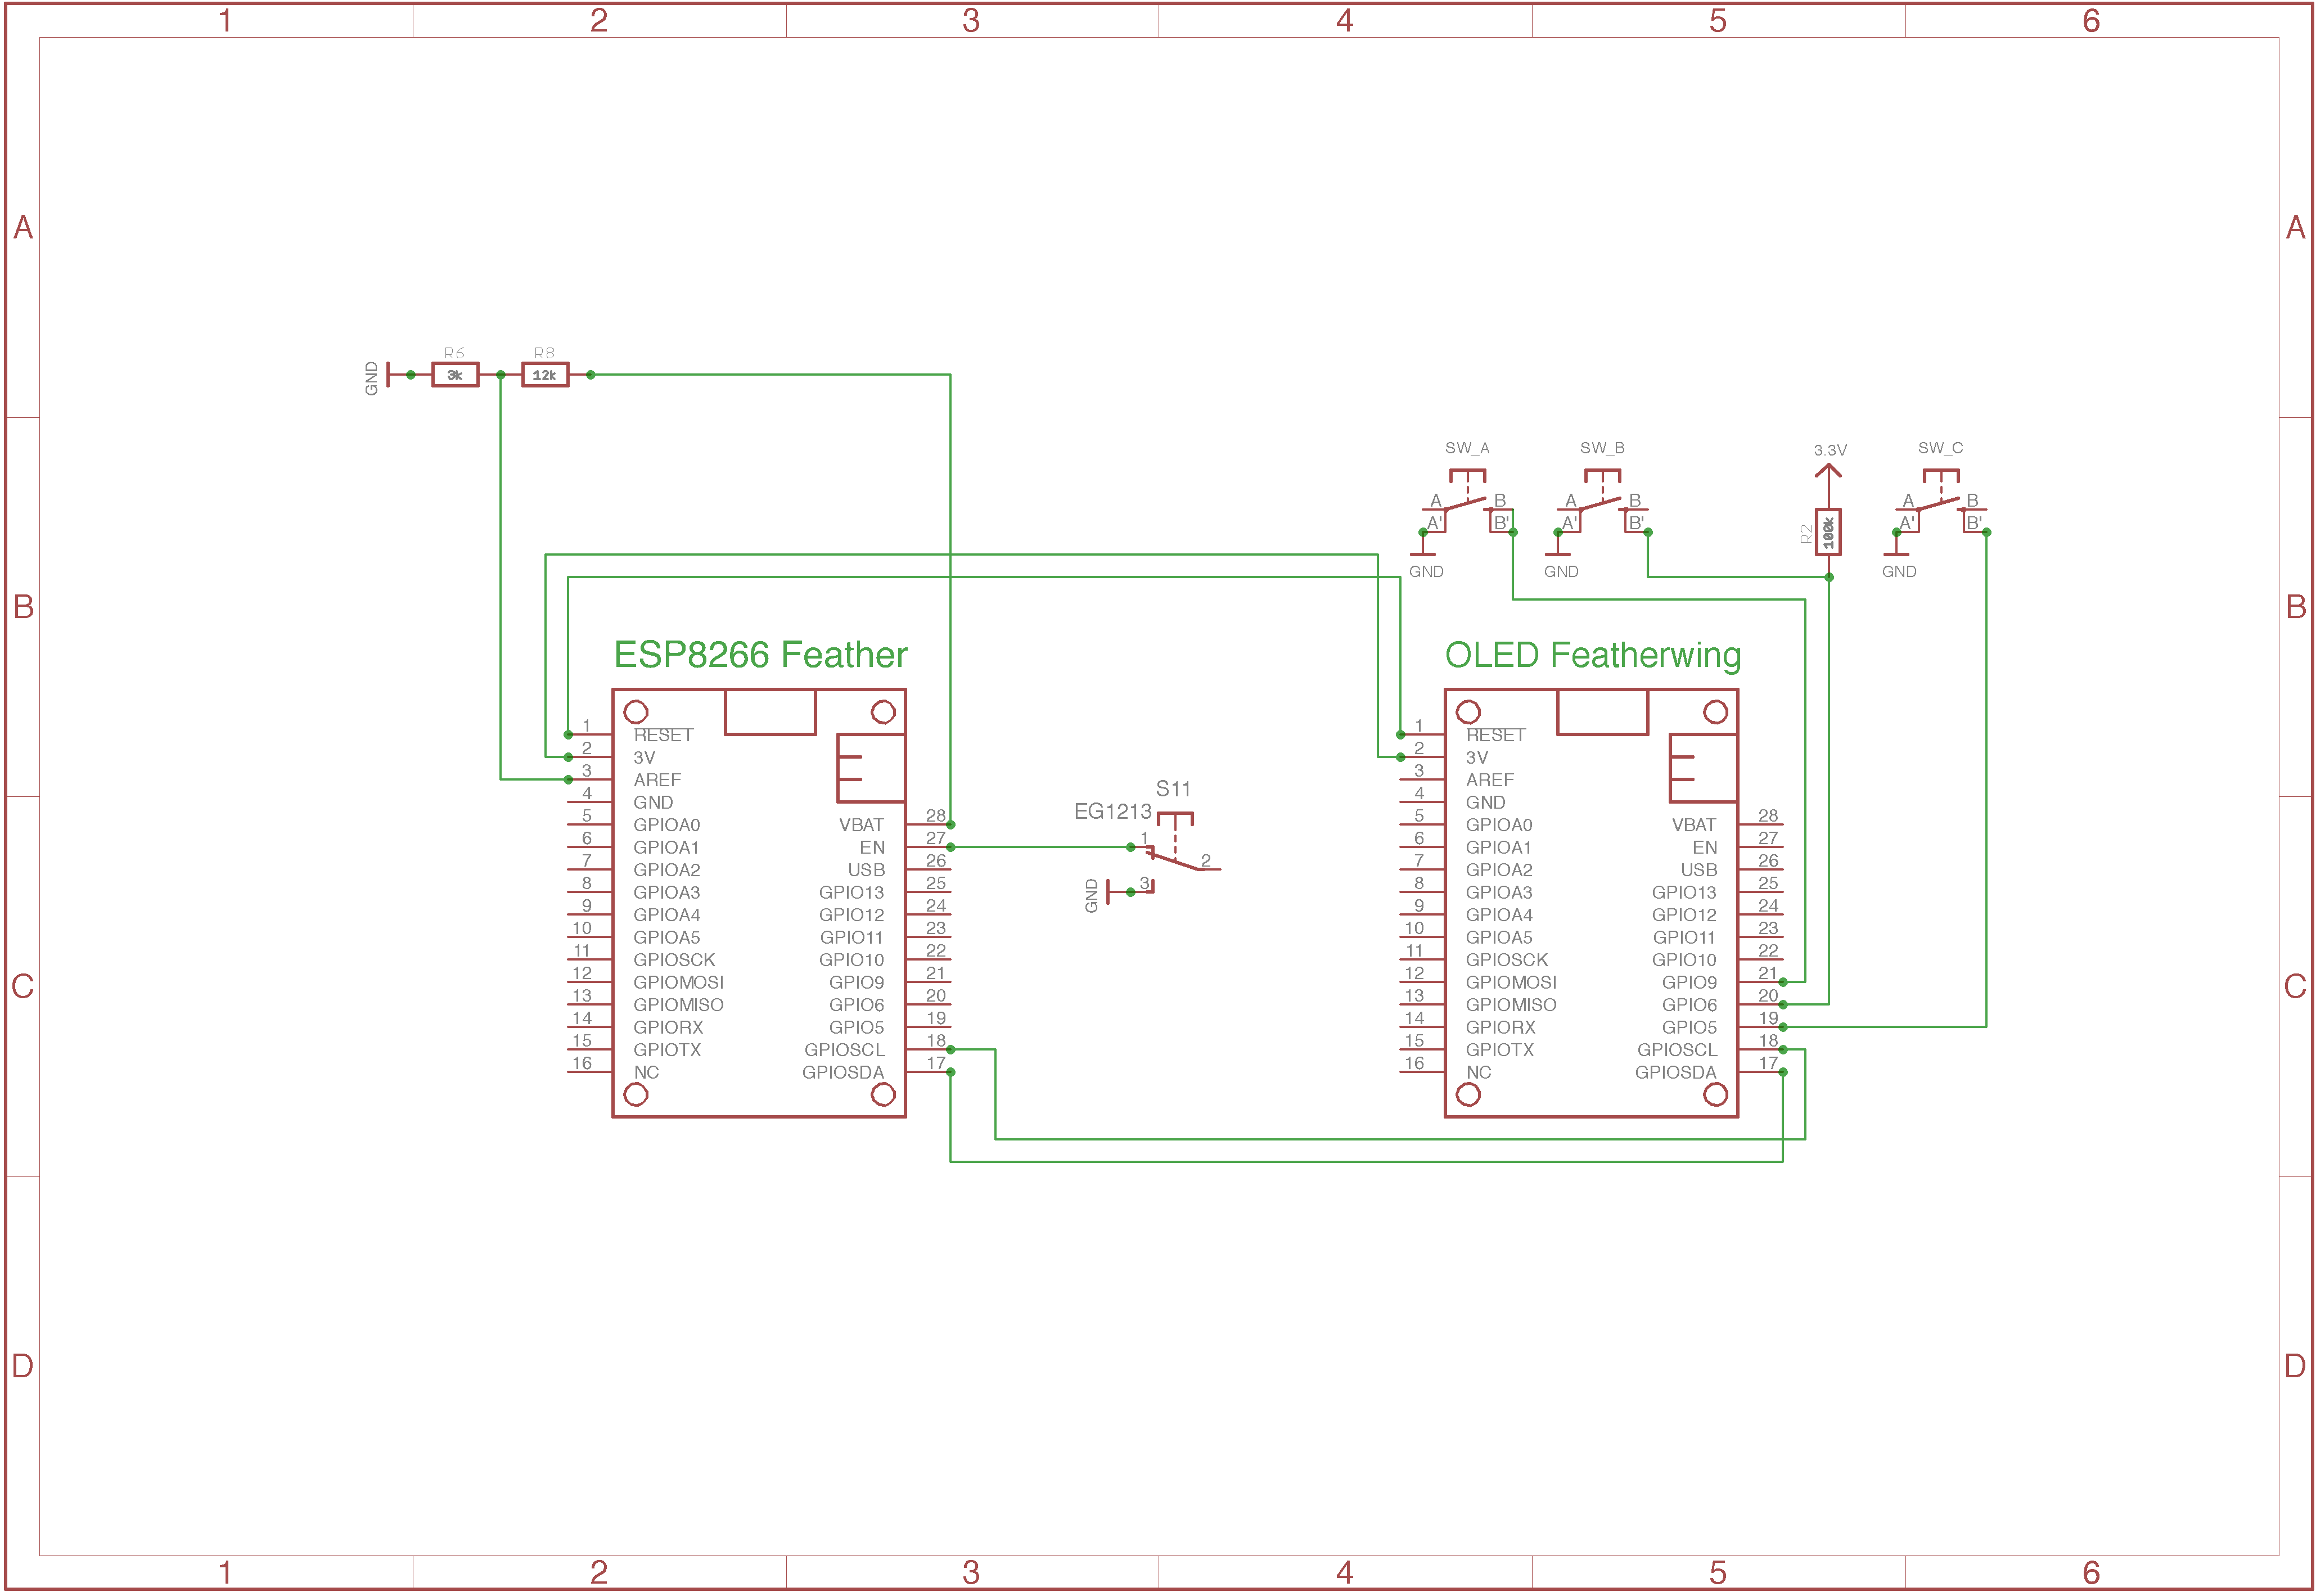 1 2 3 4 5 6
A A
GND R6 3k R8 12k
SW_A SW_B 3.3V SW_C
A B A B A B
A' B' A' B' R2 100k A' B'
GND GND GND
B B
ESP8266 Feather
1 RESET
2 3V
3 AREF
4 GND
5 GPIOA0
6 GPIOA1
7 GPIOA2
8 GPIOA3
9 GPIOA4
10 GPIOA5
11 GPIOSCK
12 GPIOMOSI
13 GPIOMISO
14 GPIORX
15 GPIOTX
16 NC
VBAT 28
EN 27
USB 26
GPIO13 25
GPIO12 24
GPIO11 23
GPIO10 22
GPIO9 21
GPIO6 20
GPIO5 19
GPIOSCL 18
GPIOSDA 17
S11
EG1213
1
2
GND 3
OLED Featherwing
1 RESET
2 3V
3 AREF
4 GND
5 GPIOA0
6 GPIOA1
7 GPIOA2
8 GPIOA3
9 GPIOA4
10 GPIOA5
11 GPIOSCK
12 GPIOMOSI
13 GPIOMISO
14 GPIORX
15 GPIOTX
16 NC
VBAT 28
EN 27
USB 26
GPIO13 25
GPIO12 24
GPIO11 23
GPIO10 22
GPIO9 21
GPIO6 20
GPIO5 19
GPIOSCL 18
GPIOSDA 17
C C
D D
1 2 3 4 5 6